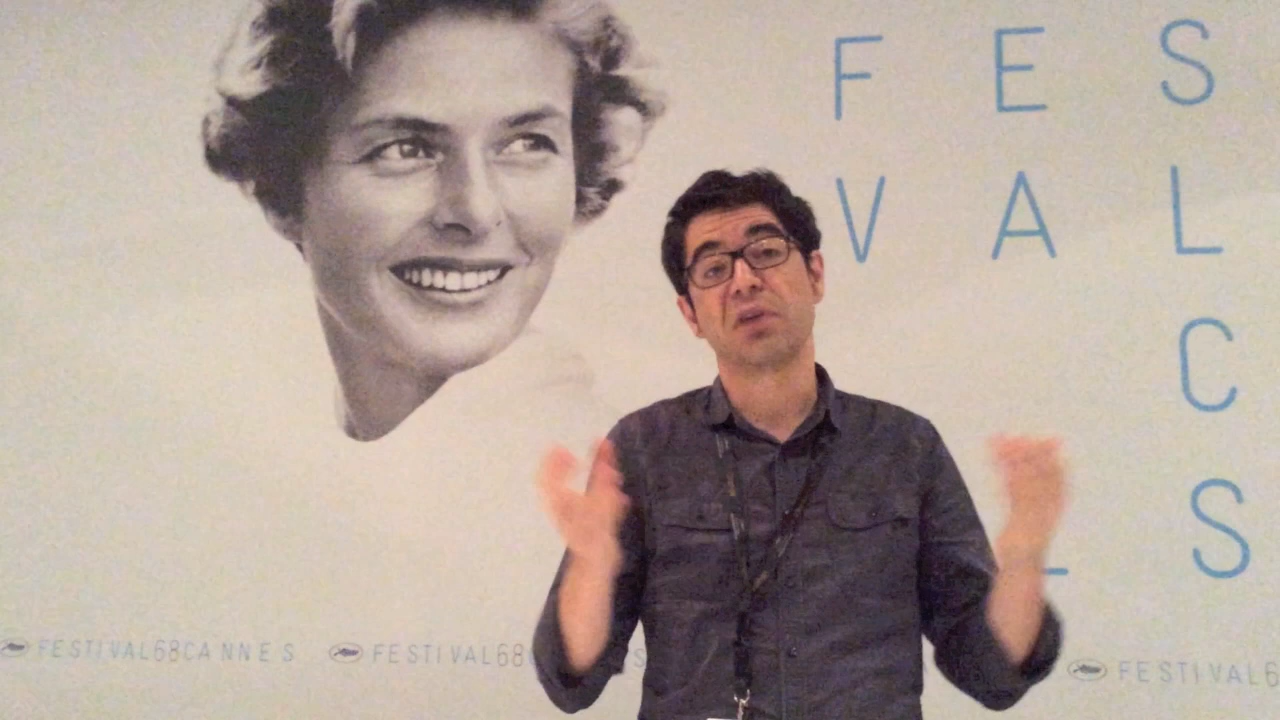 F E S
V A L
C
S
FESTIVAL68CANNES FESTIVAL68 S FESTIVAL6